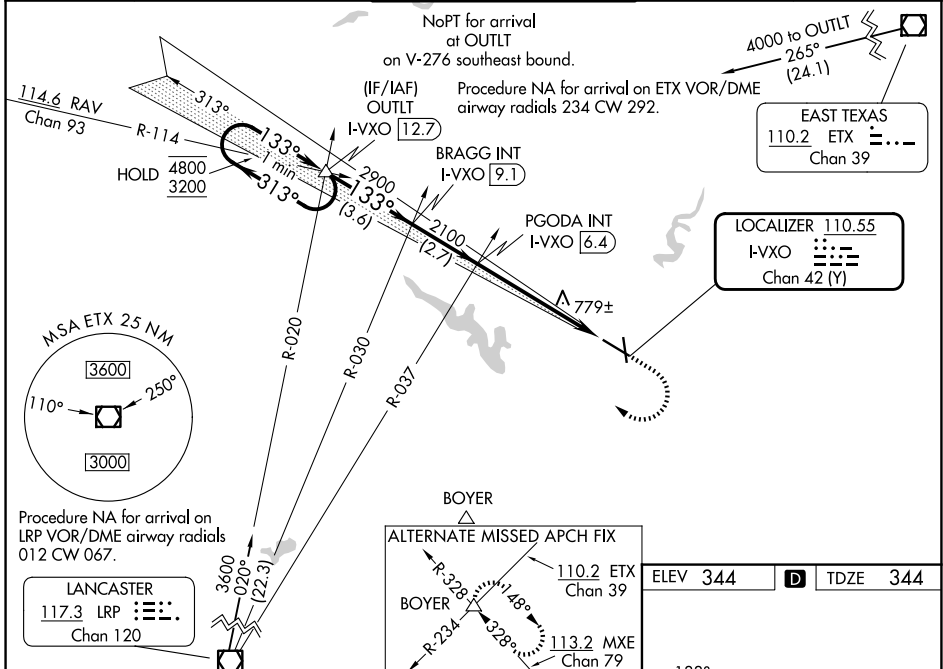 NoPT for arrival
at OUTLT
on V-276 southeast bound.
4000 to OUTLT
265°
(24.1)
114.6 RAV
Chan 93
R-114
313°
(IF/IAF)
OUTLT
I-VXO 12.7
Procedure NA for arrival on ETX VOR/DME
airway radials 234 CW 292.
EAST TEXAS
110.2 ETX
Chan 39
HOLD
4800
3200
133°
1 min
313°
BRAGG INT
I-VXO 9.1
2900
133°
(3.6)
2100
(2.7)
PGODA INT
I-VXO 6.4
LOCALIZER 110.55
I-VXO
Chan 42 (Y)
779±
R-020
R-030
R-037
MSA ETX 25 NM
3600
110°
250°
3000
Procedure NA for arrival on
LRP VOR/DME airway radials
012 CW 067.
3600
020°
(22.3)
LANCASTER
117.3 LRP
Chan 120
BOYER
ALTERNATE MISSED APCH FIX
R-328
BOYER
R-234
148°
328°
110.2 ETX
Chan 39
113.2 MXE
Chan 79
ELEV 344
D
TDZE 344